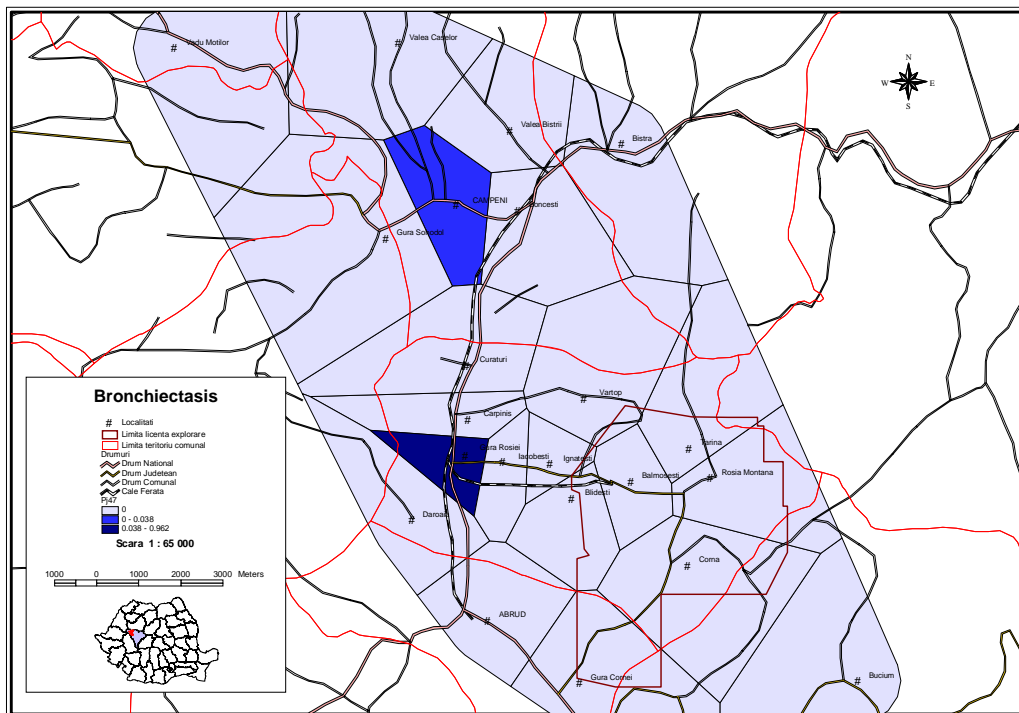 Vadu Motilor
Valea Caselor
N
W E
S
Valea Bistrii
Bistra
CAMPENI
Boncesti
Gura Sohodol
Curaturi
Vartop
Carpinis
Tarina
Gura Rosiei
Iacobesti
Ignatesti
Rosia Montana
Balmosesti
Blidesti
Daroaia
Corna
ABRUD
Gura Cornei
Bucium
Bronchiectasis
# Localitati
Limita licenta explorare
Limita teritoriu comunal
Drumuri
Drum National
Drum Judetean
Drum Comunal
Cale Ferata
Pj47
0
0 - 0.038
0.038 - 0.962
Scara 1 : 65 000
1000 0 1000 2000 3000 Meters